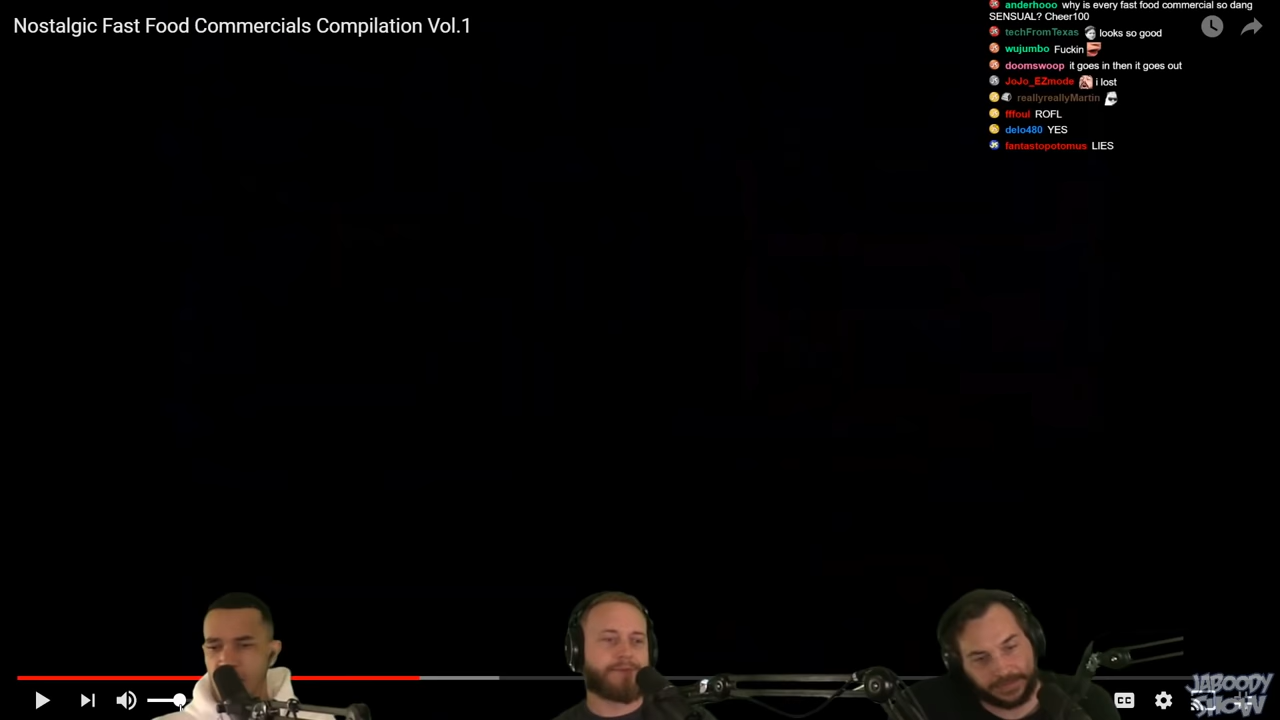 Nostalgic Fast Food Commercials Compilation Vol.1
anderhooo why is every fast food commercial so dang
SENSUAL? Cheer100
techFromTexas looks so good
wujumbo Fuckin
doomswoop it goes in then it goes out
JoJo_EZmode i lost
reallyreallyMartin
fffoul ROFL
delo480 YES
fantastopotomus LIES
CC
JABOODY
SHOW